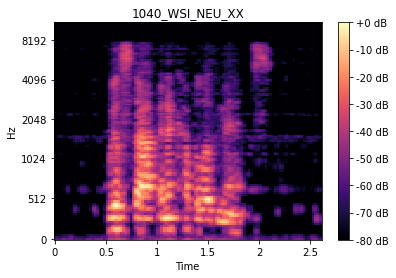 1040_WSI_NEU_XX
8192
4096
2048
1024
512
0
Hz
0 0.5 1 1.5 2 2.5
Time
+0 dB
-10 dB
-20 dB
-30 dB
-40 dB
-50 dB
-60 dB
-70 dB
-80 dB